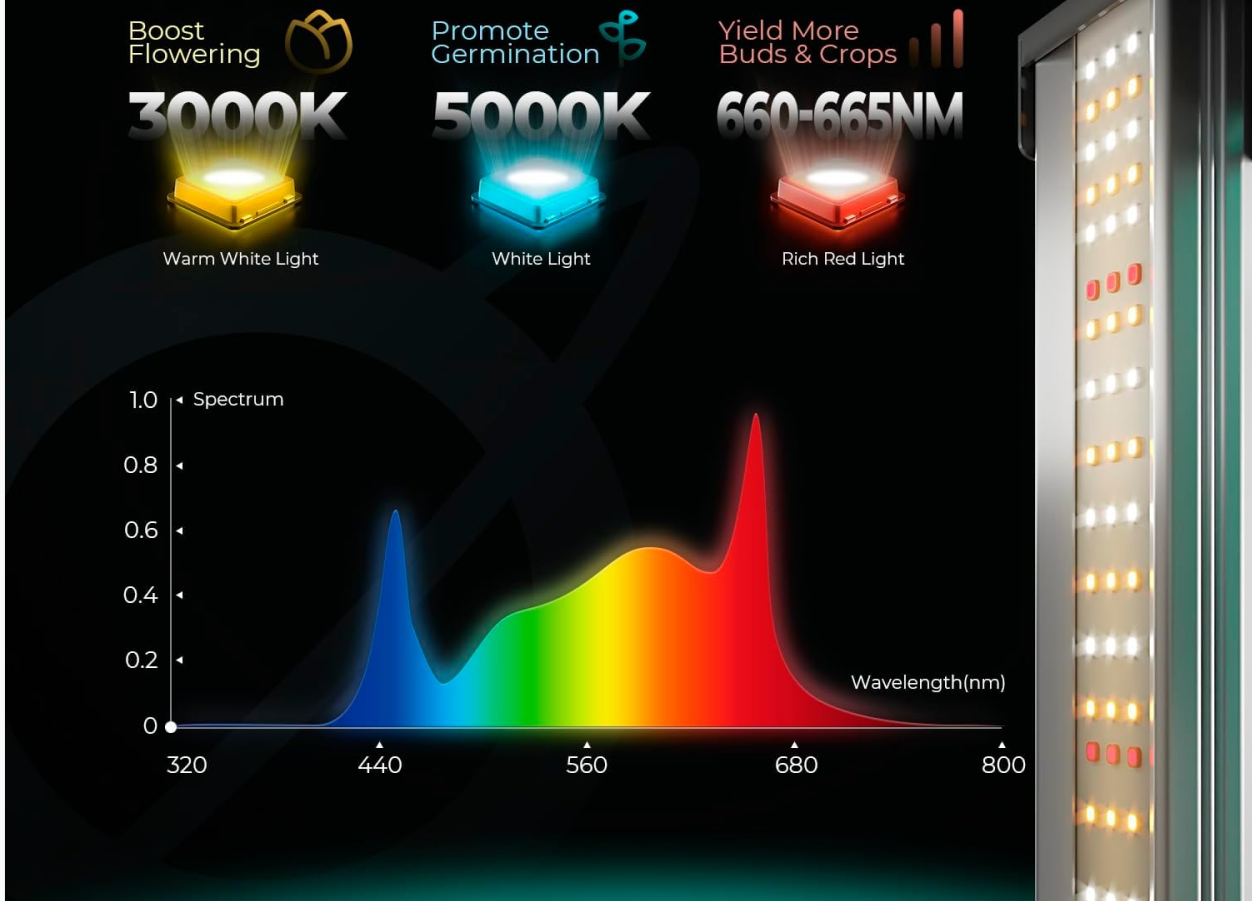 Boost
Flowering
Promote
Germination
Yield More
Buds & Crops
3000K
5000K
660-665NM
Warm White Light
White Light
Rich Red Light
1.0
Spectrum
0.8
0.6
0.4
0.2
Wavelength(nm)
0
320
440
560
680
800